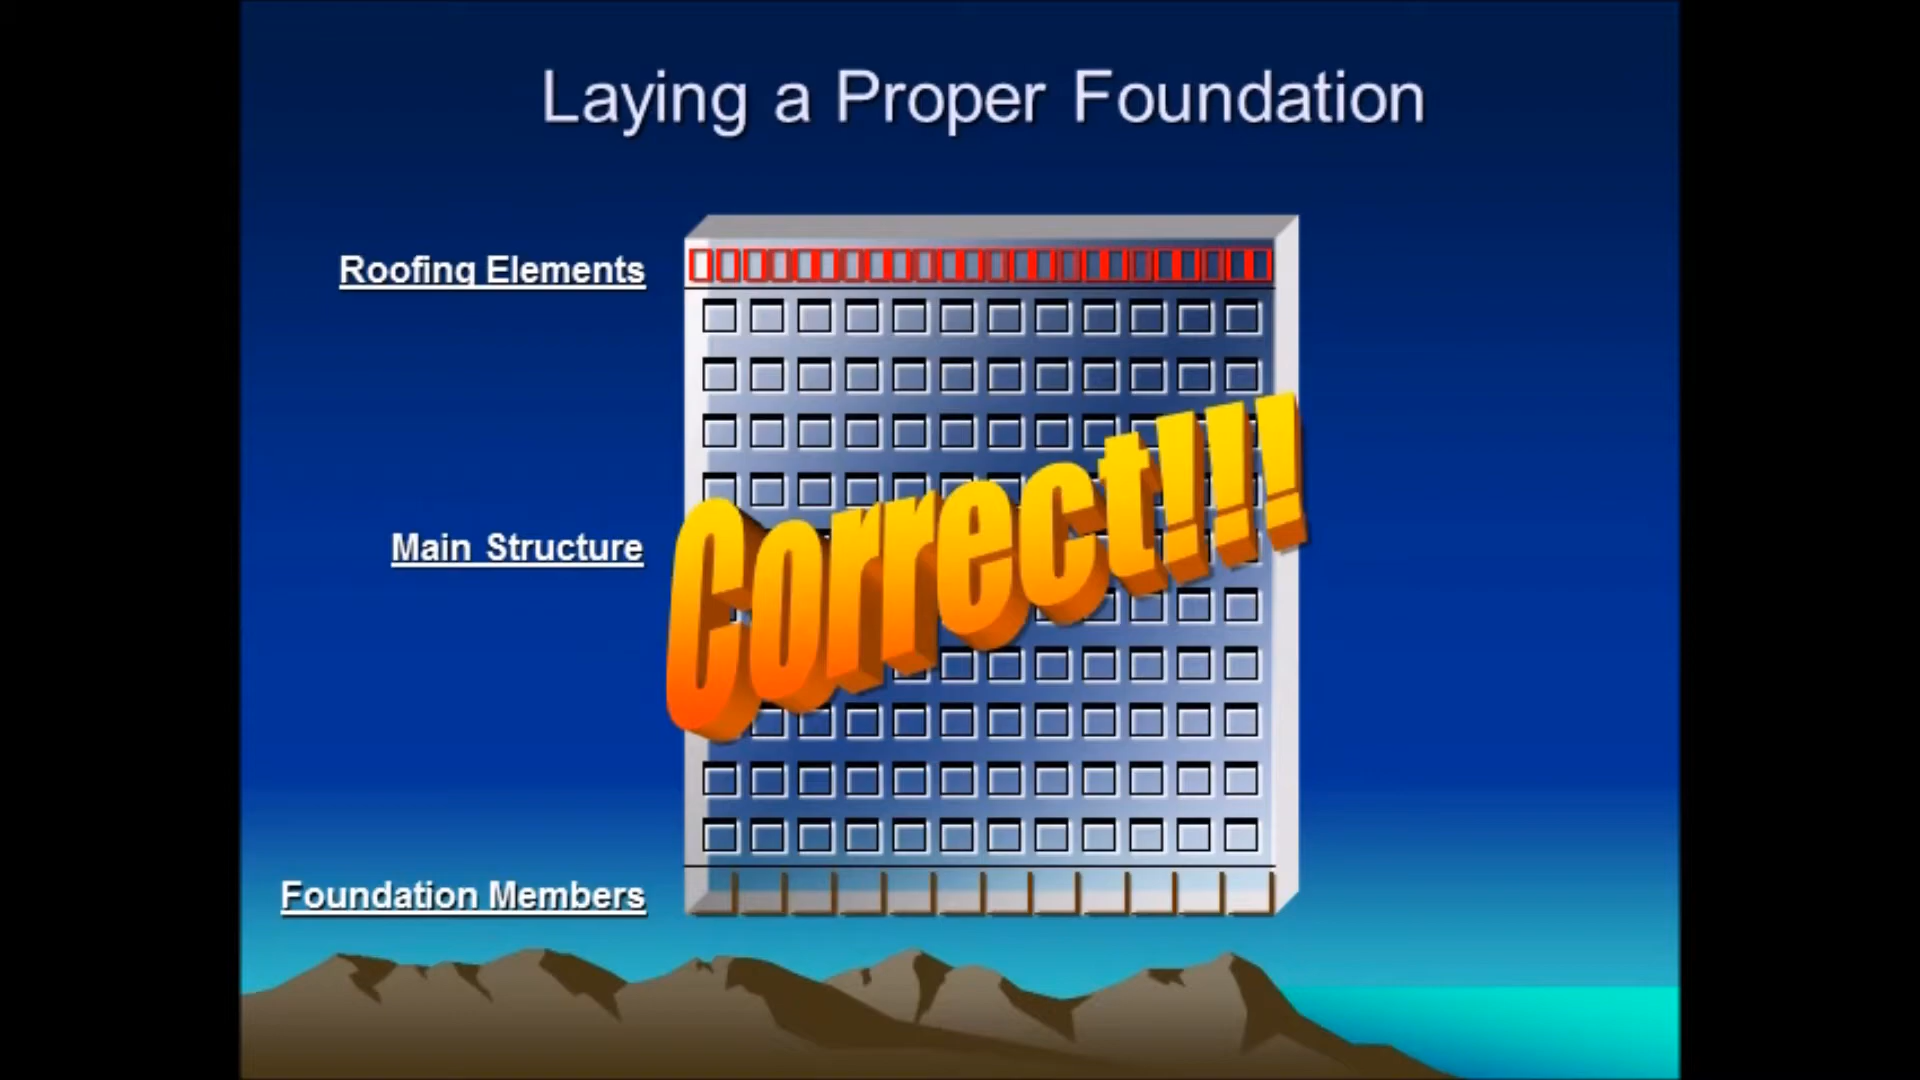 Laying a Proper Foundation
Roofing Elements
Correct!!!
Main Structure
Foundation Members